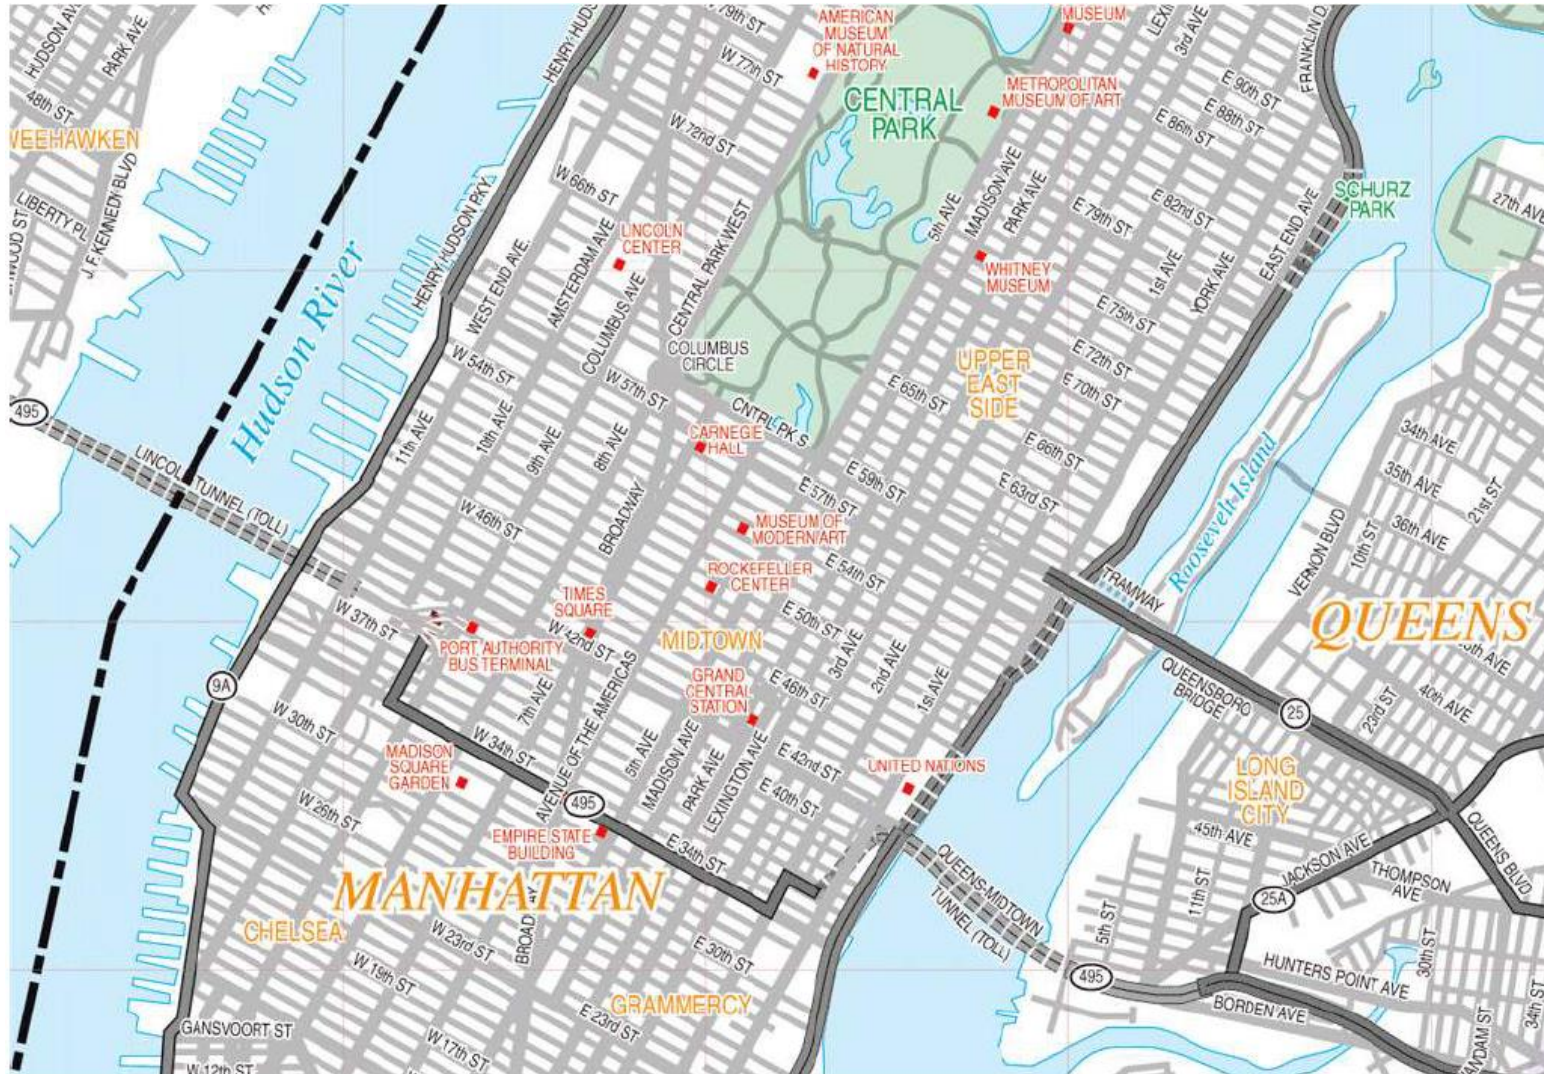 HUDSON AV
PARK AVE
48th ST
WEEHAWKEN
LIBERTY PL
J. F. KENNEDY BLVD
495
LINCOLN TUNNEL (TOLL)
Hudson River
HENRY HUDSON PKY
W 79th ST
W 77th ST
AMERICAN
MUSEUM
OF NATURAL
HISTORY
MUSEUM
CENTRAL
PARK
METROPOLITAN
MUSEUM OF ART
3rd AVE
FRANKLIN D.
E 90th ST
E 88th ST
E 86th ST
W 72nd ST
W 66th ST
LINCOLN
CENTER
WEST END AVE.
AMSTERDAM AVE
COLUMBUS AVE
CENTRAL PARK WEST
5th AVE
MADISON AVE
PARK AVE
E 82nd ST
E 79th ST
SCHURZ
PARK
27th AVE
WHITNEY
MUSEUM
1st AVE
YORK AVE
EAST END AVE
E 75th ST
E 72th ST
E 70th ST
UPPER
EAST
SIDE
COLUMBUS
CIRCLE
W 54th ST
W 57th ST
CNTRL PK S
E 65th ST
E 66th ST
E 63rd ST
11th AVE
10th AVE
9th AVE
8th AVE
BROADWAY
CARNEGIE
HALL
E 59th ST
E 57th ST
MUSEUM OF
MODERN ART
E 54th ST
W 46th ST
ROCKEFELLER
CENTER
E 50th ST
TIMES
SQUARE
W 42nd ST
MIDTOWN
W 37th ST
PORT AUTHORITY
BUS TERMINAL
GRAND
CENTRAL
STATION
E 46th ST
3rd AVE
2nd AVE
1st AVE
9A
Roosevelt Island
TRAMWAY
QUEENSBORO
BRIDGE
25
34th AVE
35th AVE
36th AVE
21st ST
10th ST
VERNON BLVD
QUEENS
40th AVE
23rd ST
LONG
ISLAND
CITY
W 30th ST
W 34th ST
7th AVE
AVENUE OF THE AMERICAS
5th AVE
MADISON AVE
PARK AVE
LEXINGTON AVE
E 42nd ST
E 40th ST
UNITED NATIONS
MADISON
SQUARE
GARDEN
495
EMPIRE STATE
BUILDING
E 34th ST
W 26th ST
MANHATTAN
CHELSEA
W 23rd ST
W 19th ST
E 30th ST
GRAMMERCY
E 23rd ST
GANSVOORT ST
W 12th ST
W 17th ST
QUEENS-MIDTOWN
TUNNEL (TOLL)
495
45th AVE
JACKSON AVE
THOMPSON
AVE
QUEENS BLVD
25A
11th ST
5th ST
HUNTERS POINT AVE
30th ST
BORDEN AVE
34th ST